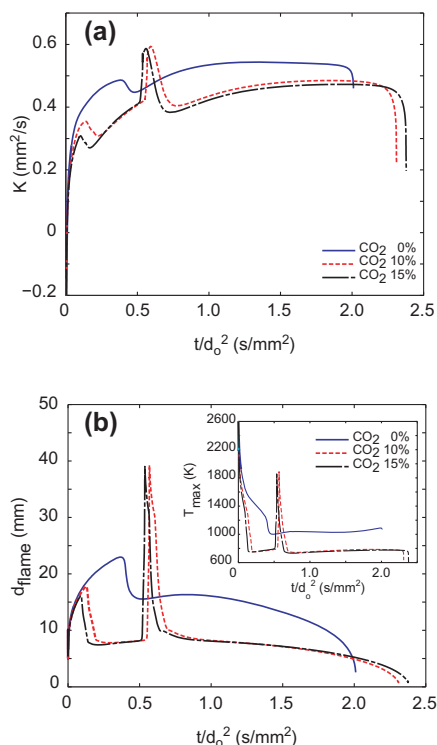 (a)
0.6
0.4
0.2
0
−0.2
K (mm²/s)
CO₂ 0%
CO₂ 10%
CO₂ 15%
0 0.5 1.0 1.5 2.0 2.5
t/dₒ² (s/mm²)
(b)
50
40
30
20
10
0
d_flame (mm)
2600
2200
1800
1400
1000
600
T_max (K)
CO₂ 0%
CO₂ 10%
CO₂ 15%
0 1.0 2.0
t/dₒ² (s/mm²)
0 0.5 1.0 1.5 2.0 2.5
t/dₒ² (s/mm²)